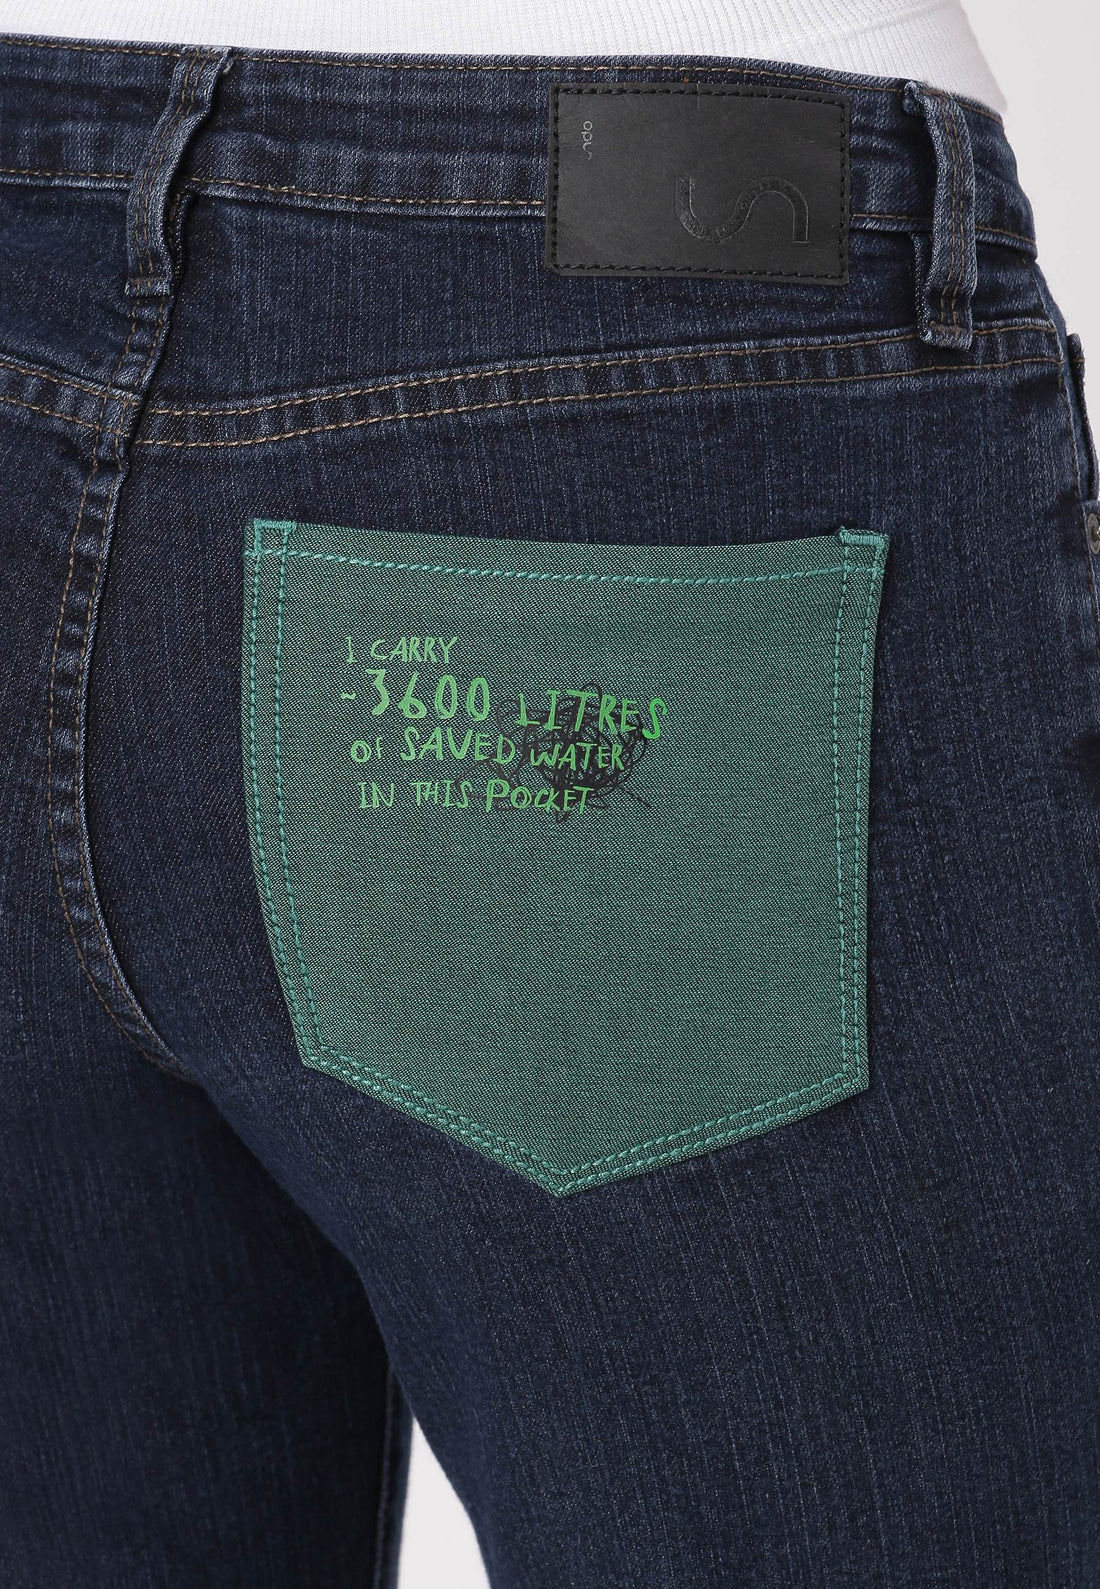 I CARRY
~3600 LITRES
OF SAVED WATER
IN THIS POCKET